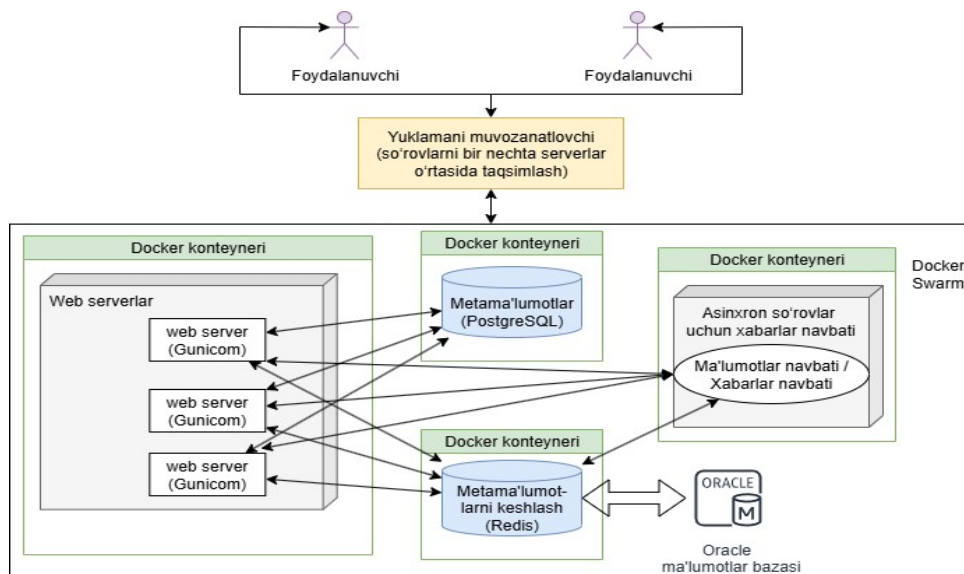 Foydalanuvchi
Foydalanuvchi
Yuklamani muvozanatlovchi
(so‘rovlarni bir nechta serverlar
o‘rtasida taqsimlash)
Docker
Swarm
Docker konteyneri
Web serverlar
web server
(Gunicom)
web server
(Gunicom)
web server
(Gunicom)
Docker konteyneri
Metama'lumotlar
(PostgreSQL)
Docker konteyneri
Asinxron so‘rovlar
uchun xabarlar navbati
Ma'lumotlar navbati /
Xabarlar navbati
Docker konteyneri
Metama'lumot-
larni keshlash
(Redis)
ORACLE
M
Oracle
ma'lumotlar bazasi